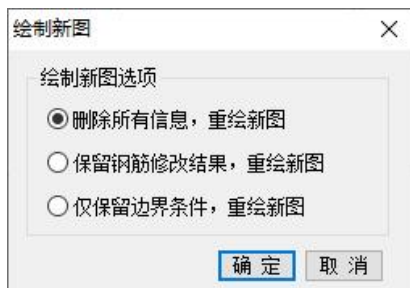 绘制新图
绘制新图选项
删除所有信息，重绘新图
保留钢筋修改结果，重绘新图
仅保留边界条件，重绘新图
确定 取消